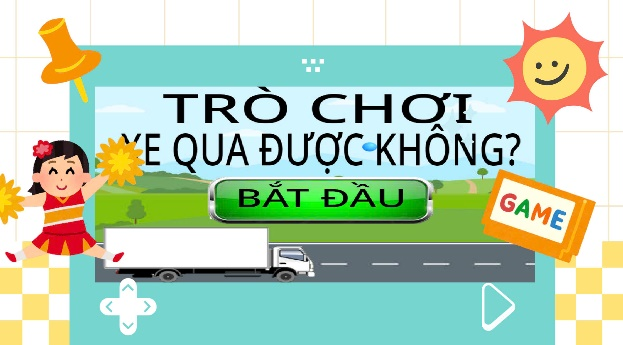 TRÒ CHƠI
XE QUA ĐƯỢC KHÔNG?
BẮT ĐẦU
GAME